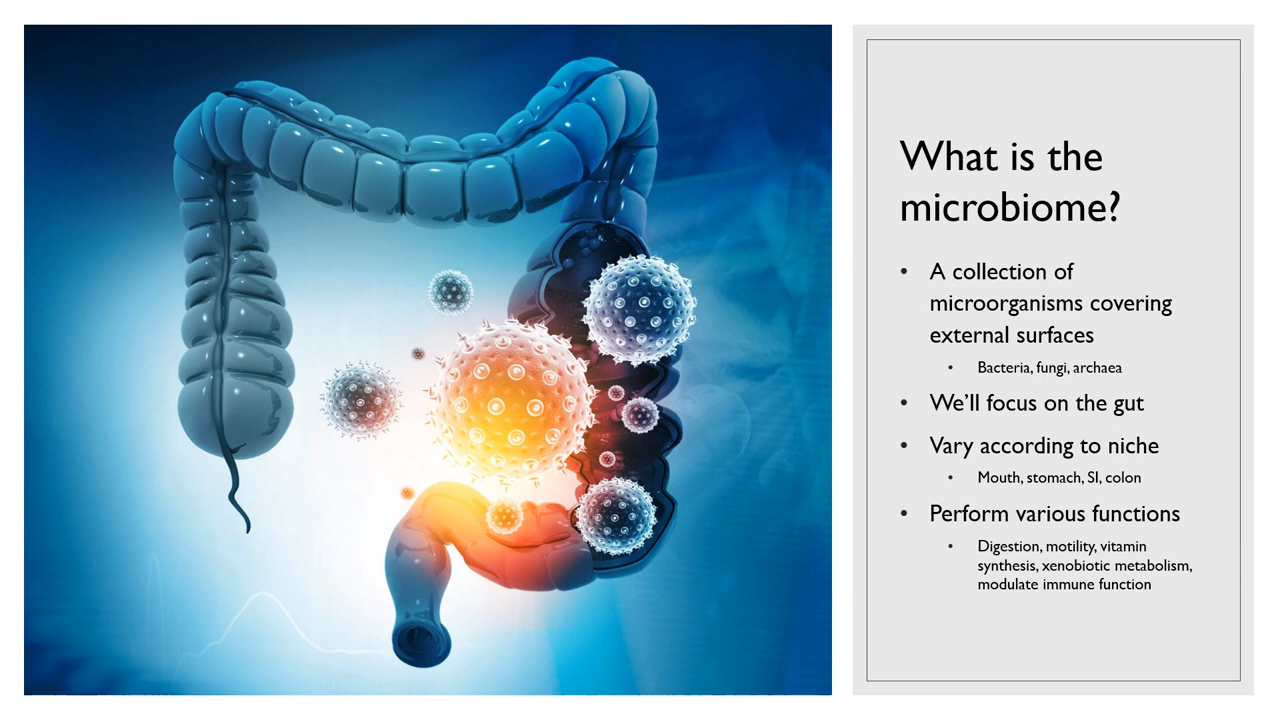 What is the
microbiome?
• A collection of
microorganisms covering
external surfaces
• Bacteria, fungi, archaea
• We’ll focus on the gut
• Vary according to niche
• Mouth, stomach, SI, colon
• Perform various functions
• Digestion, motility, vitamin
synthesis, xenobiotic metabolism,
modulate immune function